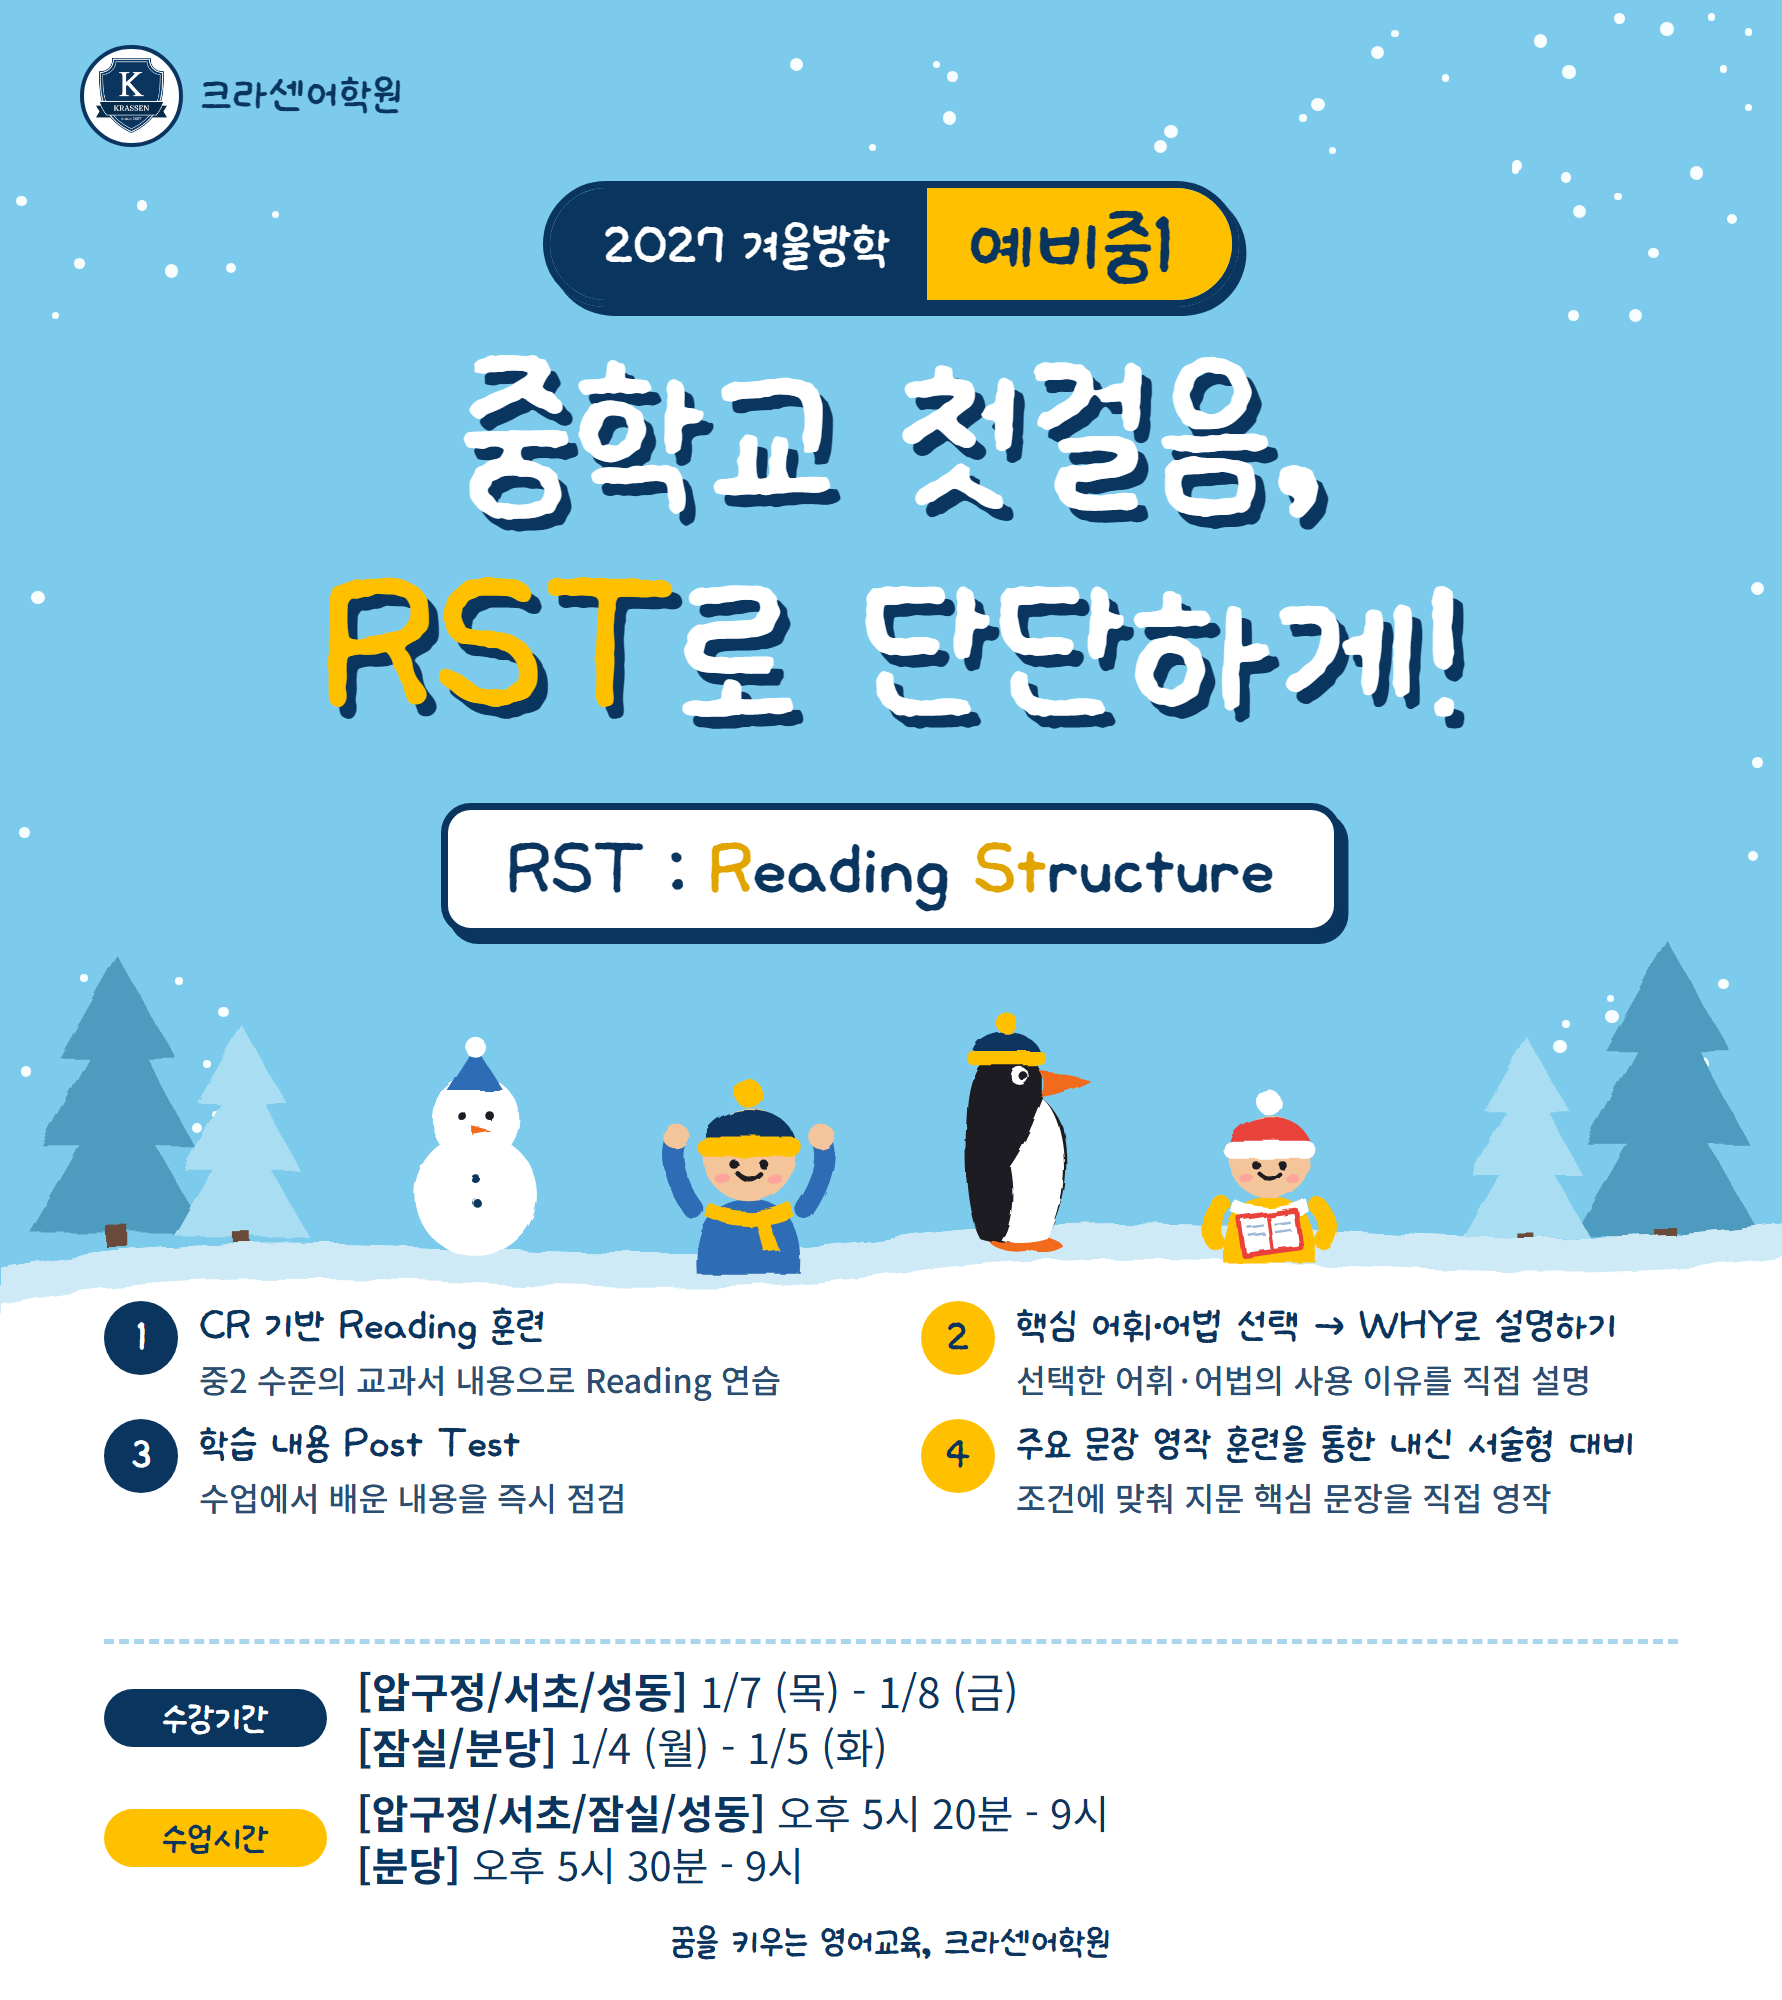 K
KRASSEN
크라센어학원
2027 겨울방학 예비중1
중학교 첫걸음,
RST로 단단하게!
RST : Reading Structure
1 CR 기반 Reading 훈련
중2 수준의 교과서 내용으로 Reading 연습
2 핵심 어휘·어법 선택 → WHY로 설명하기
선택한 어휘·어법의 사용 이유를 직접 설명
3 학습 내용 Post Test
수업에서 배운 내용을 즉시 점검
4 주요 문장 영작 훈련을 통한 내신 서술형 대비
조건에 맞춰 지문 핵심 문장을 직접 영작
수강기간
[압구정/서초/성동] 1/7 (목) - 1/8 (금)
[잠실/분당] 1/4 (월) - 1/5 (화)
수업시간
[압구정/서초/잠실/성동] 오후 5시 20분 - 9시
[분당] 오후 5시 30분 - 9시
꿈을 키우는 영어교육, 크라센어학원